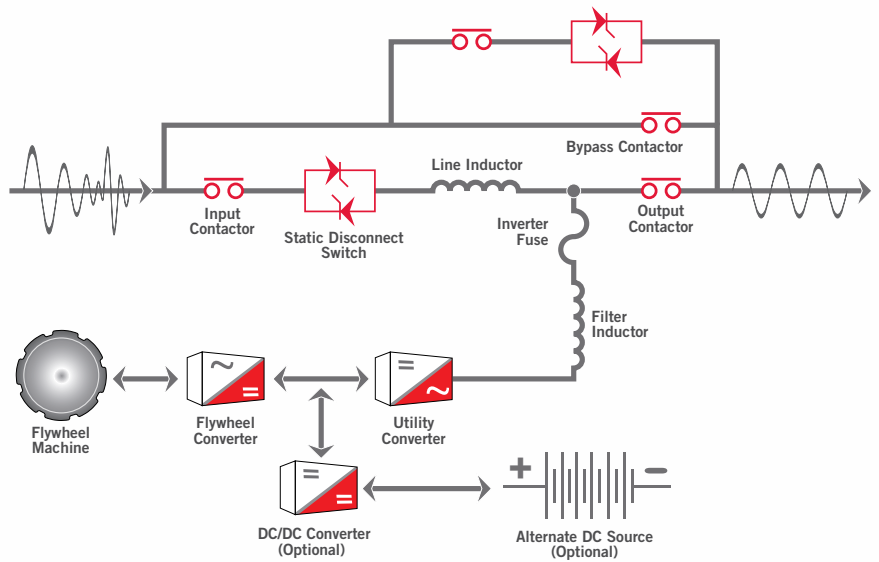 Bypass Contactor
Line Inductor
Input
Contactor
Static Disconnect
Switch
Inverter
Fuse
Output
Contactor
Filter
Inductor
Flywheel
Machine
Flywheel
Converter
Utility
Converter
+
−
DC/DC Converter
(Optional)
Alternate DC Source
(Optional)